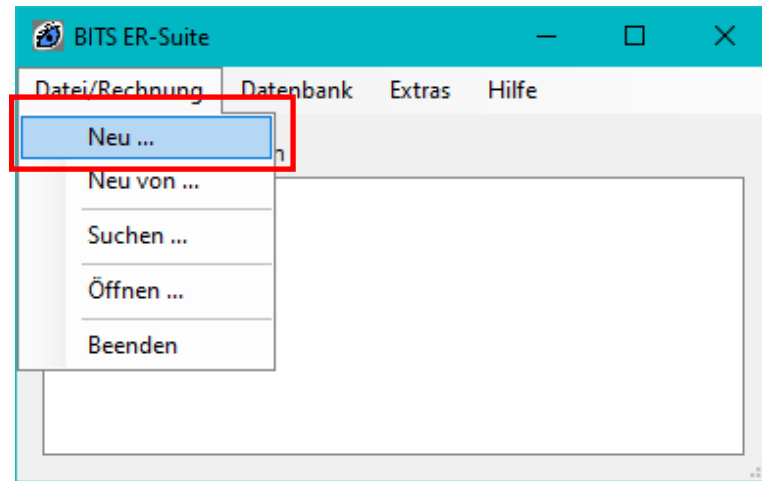 BITS ER-Suite
Datei/Rechnung Datenbank Extras Hilfe
Neu ...
Neu von ...
Suchen ...
Öffnen ...
Beenden